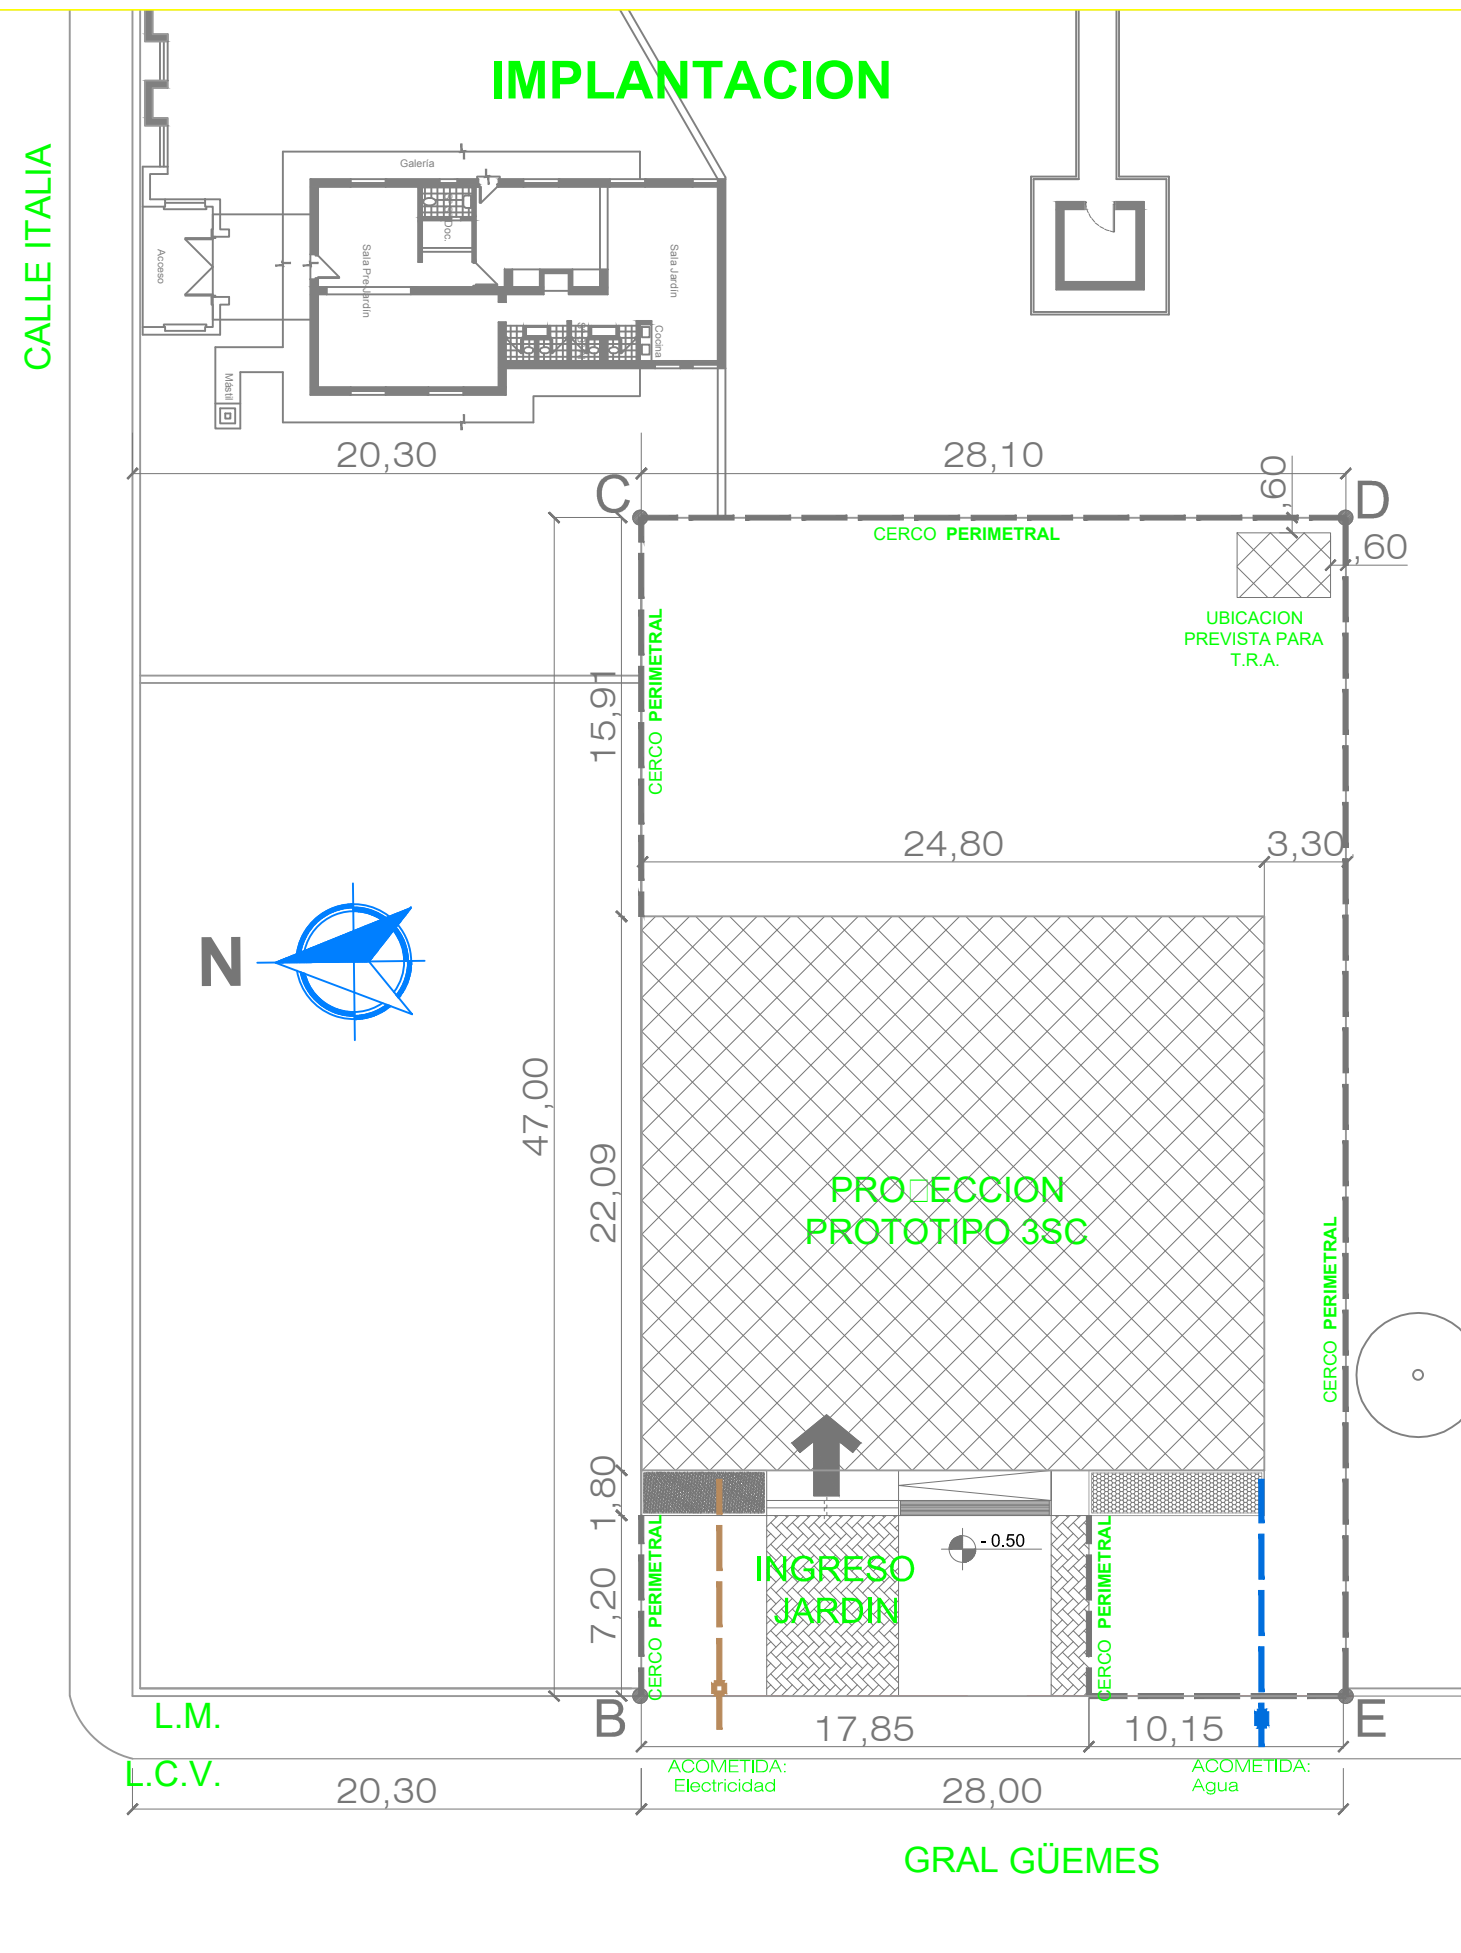 IMPLANTACION
CALLE ITALIA
Galería
Doc.
Acceso
Sala Pre-Jardín
Sala Jardín
Cocina
Mástil
20,30
28,10
,60
C
D
CERCO PERIMETRAL
,60
UBICACION
PREVISTA PARA
T.R.A.
CERCO PERIMETRAL
15,91
24,80
3,30
N
47,00
22,09
PRO□ECCION
PROTOTIPO 3SC
CERCO PERIMETRAL
1,80
- 0.50
INGRESO
JARDIN
7,20
CERCO PERIMETRAL
CERCO PERIMETRAL
B
E
L.M.
17,85
10,15
L.C.V.
ACOMETIDA:
Electricidad
ACOMETIDA:
Agua
20,30
28,00
GRAL GÜEMES